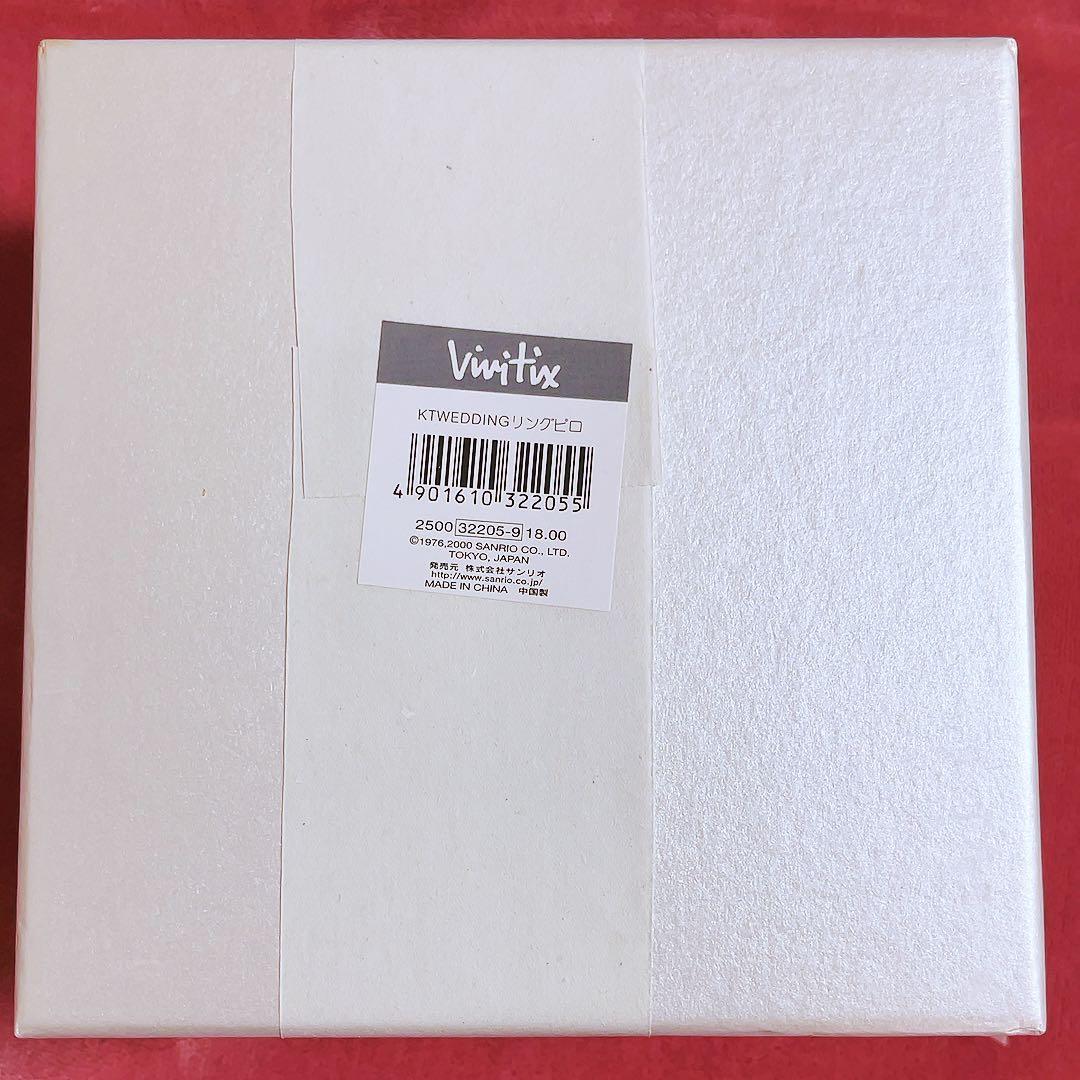 Vivitix
KTWEDDINGリングピロ
4 901610 322055
2500 32205-9 18.00
©1976,2000 SANRIO CO., LTD.
TOKYO, JAPAN
発売元 株式会社サンリオ
http://www.sanrio.co.jp/
MADE IN CHINA 中国製